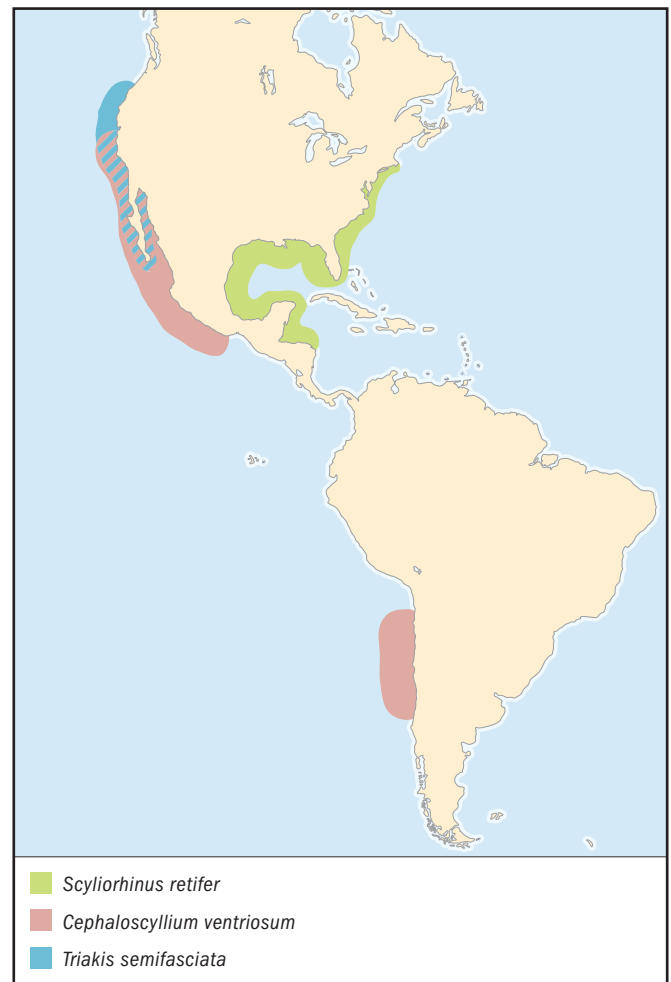 Scyliorhinus retifer
Cephaloscyllium ventriosum
Triakis semifasciata